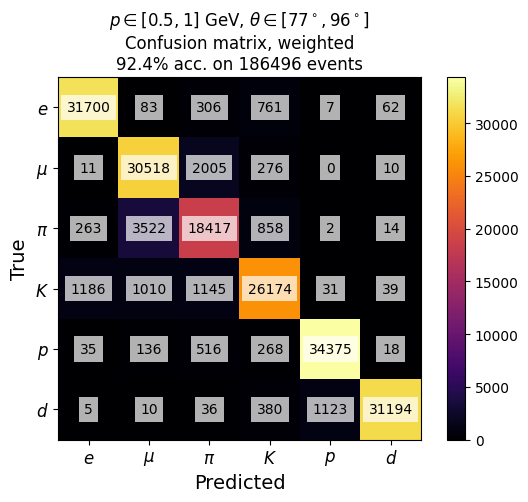 p ∈ [0.5, 1] GeV, θ ∈ [77°, 96°]
Confusion matrix, weighted
92.4% acc. on 186496 events
e 31700 83 306 761 7 62
μ 11 30518 2005 276 0 10
π 263 3522 18417 858 2 14
K 1186 1010 1145 26174 31 39
p 35 136 516 268 34375 18
d 5 10 36 380 1123 31194
e μ π K p d
True
Predicted
30000
25000
20000
15000
10000
5000
0